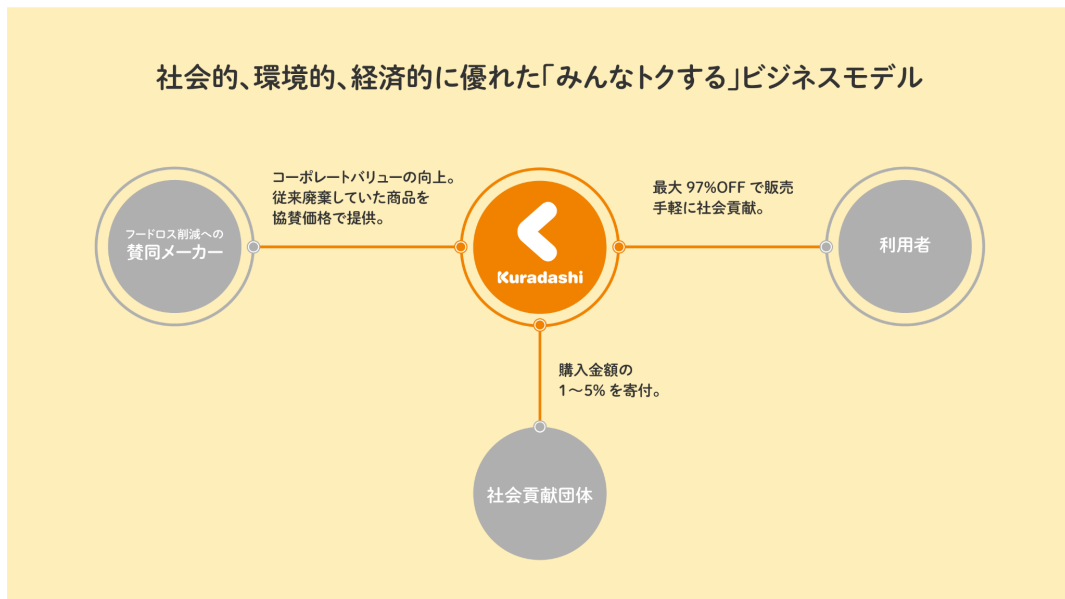 社会的、環境的、経済的に優れた「みんなトクする」ビジネスモデル
コーポレートバリューの向上。
従来廃棄していた商品を
協賛価格で提供。
最大 97%OFF で販売
手軽に社会貢献。
フードロス削減への
賛同メーカー
Kuradashi
利用者
購入金額の
1〜5% を寄付。
社会貢献団体